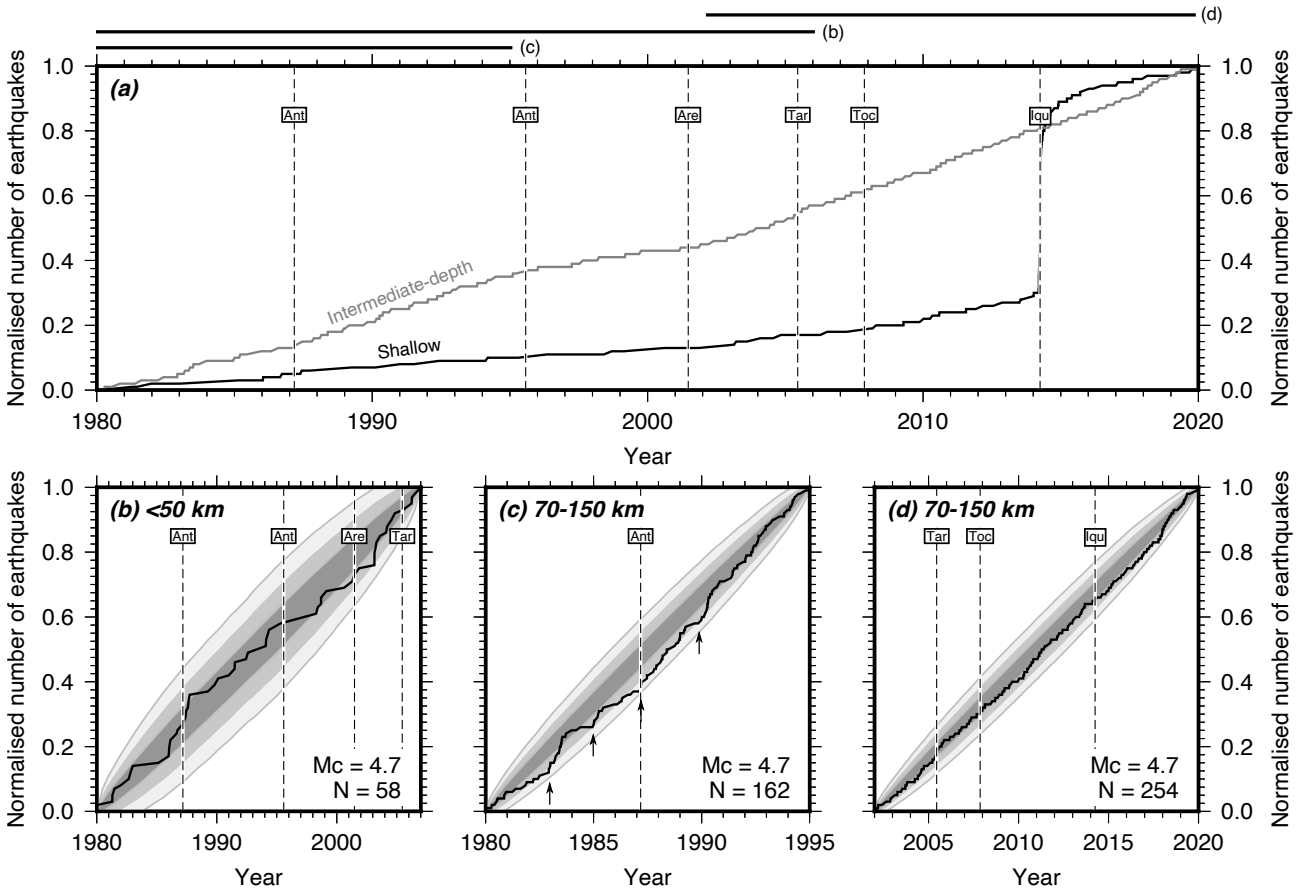 (d)
(b)
(c)
Normalised number of earthquakes
Normalised number of earthquakes
(a)
1.0
0.8
0.6
0.4
0.2
0.0
1.0
0.8
0.6
0.4
0.2
0.0
Ant
Ant
Are
Tar
Toc
Iqu
Intermediate-depth
Shallow
1980
1990
2000
2010
2020
Year
Normalised number of earthquakes
1.0
0.8
0.6
0.4
0.2
0.0
(b) <50 km
Ant
Ant
Are
Tar
Mc = 4.7
N = 58
1980
1990
2000
Year
(c) 70-150 km
Ant
Mc = 4.7
N = 162
1980
1985
1990
1995
Year
(d) 70-150 km
Tar
Toc
Iqu
Mc = 4.7
N = 254
2005
2010
2015
2020
Year
1.0
0.8
0.6
0.4
0.2
0.0
Normalised number of earthquakes